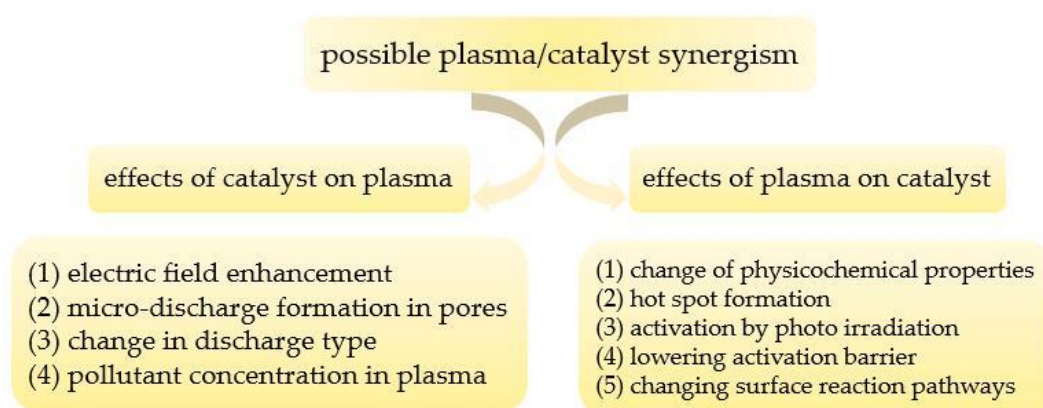 possible plasma/catalyst synergism
effects of catalyst on plasma
effects of plasma on catalyst
(1) electric field enhancement
(2) micro-discharge formation in pores
(3) change in discharge type
(4) pollutant concentration in plasma
(1) change of physicochemical properties
(2) hot spot formation
(3) activation by photo irradiation
(4) lowering activation barrier
(5) changing surface reaction pathways